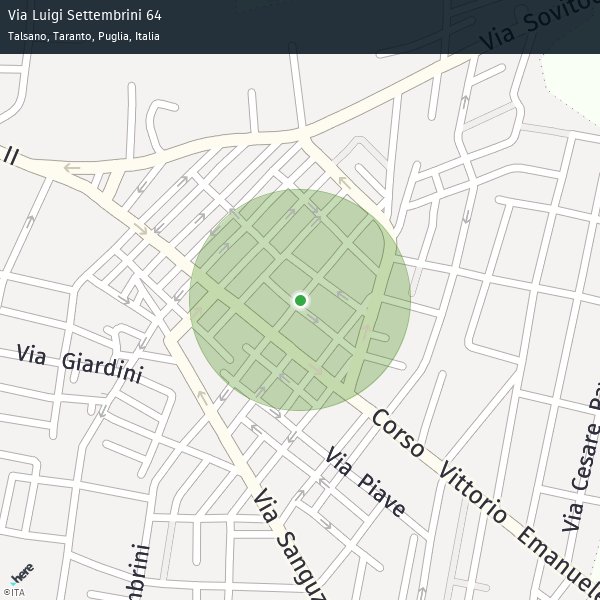 Via Luigi Settembrini 64
Talsano, Taranto, Puglia, Italia
Via Sovito
II
Via Giardini
Corso Vittorio Emanuele
Via Piave
Via Cesare
Via Sanguz
mbrini
here
©ITA